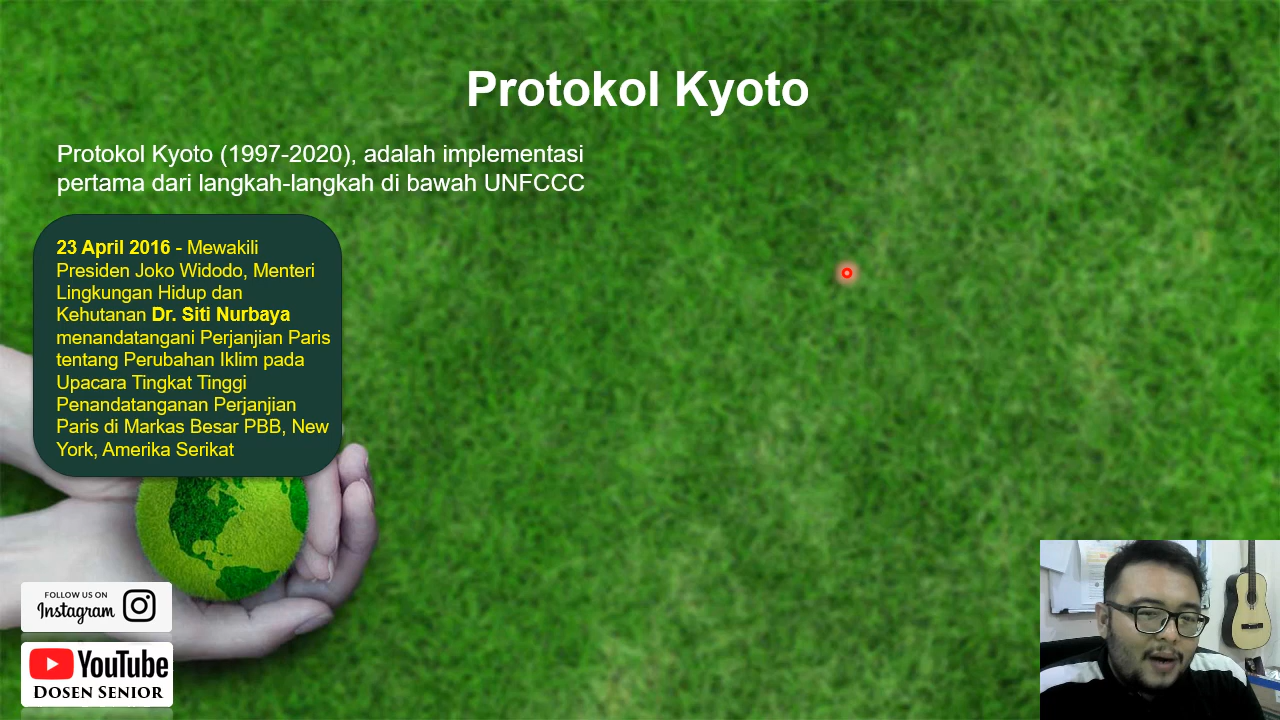 Protokol Kyoto
Protokol Kyoto (1997-2020), adalah implementasi
pertama dari langkah-langkah di bawah UNFCCC
23 April 2016 - Mewakili
Presiden Joko Widodo, Menteri
Lingkungan Hidup dan
Kehutanan Dr. Siti Nurbaya
menandatangani Perjanjian Paris
tentang Perubahan Iklim pada
Upacara Tingkat Tinggi
Penandatanganan Perjanjian
Paris di Markas Besar PBB, New
York, Amerika Serikat
FOLLOW US ON
Instagram
YouTube
DOSEN SENIOR